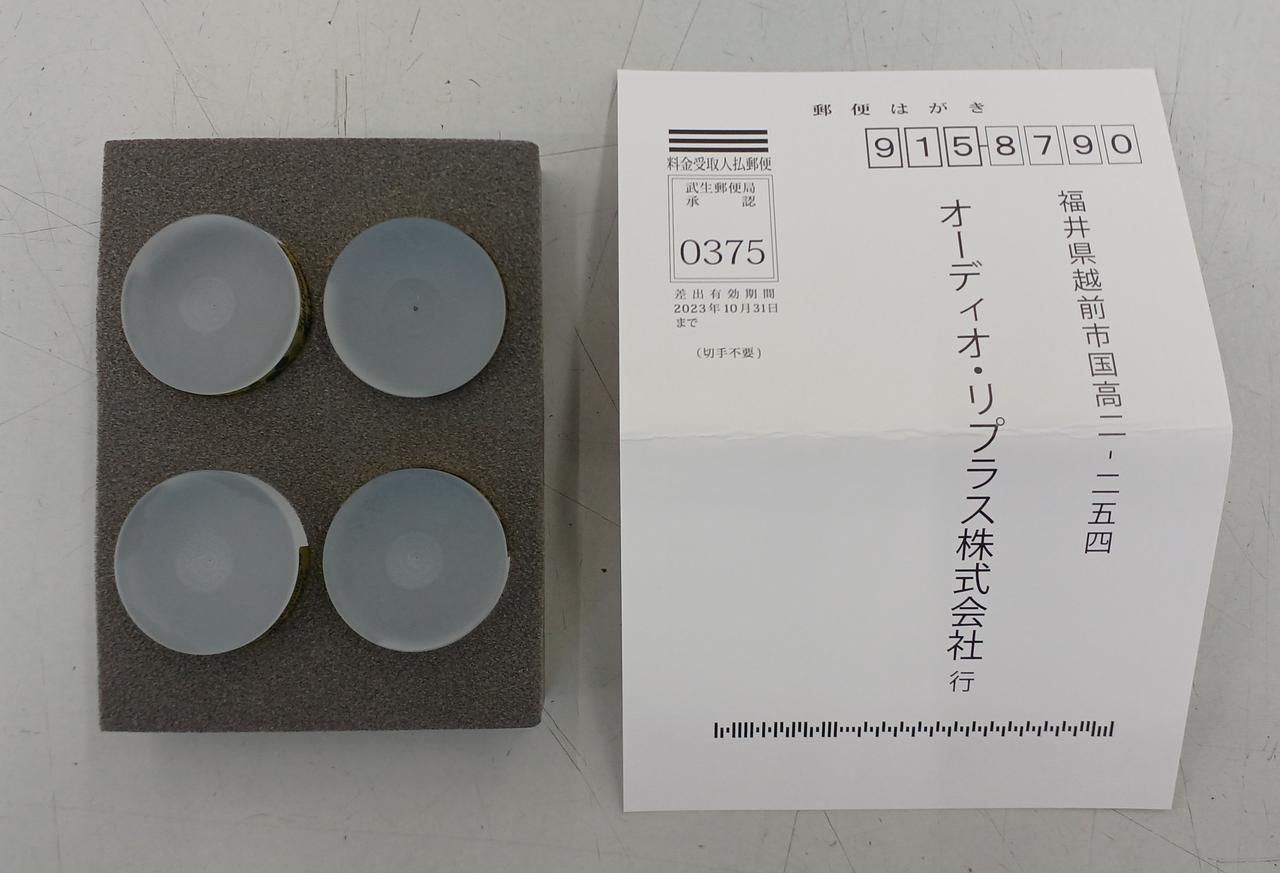 郵便はがき
9158790
料金受取人払郵便
武生郵便局
承認
0375
差出有効期間
2023年10月31日
まで
(切手不要)
福井県越前市国高二-二五四
オーディオ・リプラス株式会社 行